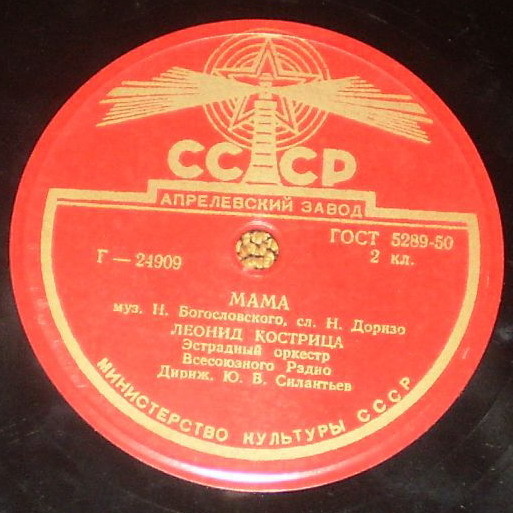 СССР
АПРЕЛЕВСКИЙ ЗАВОД
ГОСТ 5289-50
Г — 24909
2 кл.
МАМА
муз. Н. Богословского, сл. Н. Доризо
ЛЕОНИД КОСТРИЦА
Эстрадный оркестр
Всесоюзного Радио
Дириж. Ю. В. Силантьев
МИНИСТЕРСТВО КУЛЬТУРЫ СССР